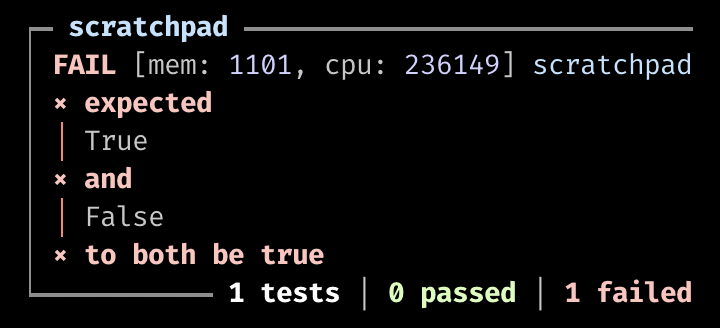 scratchpad
FAIL [mem: 1101, cpu: 236149] scratchpad
× expected
│ True
× and
│ False
× to both be true
1 tests │ 0 passed │ 1 failed